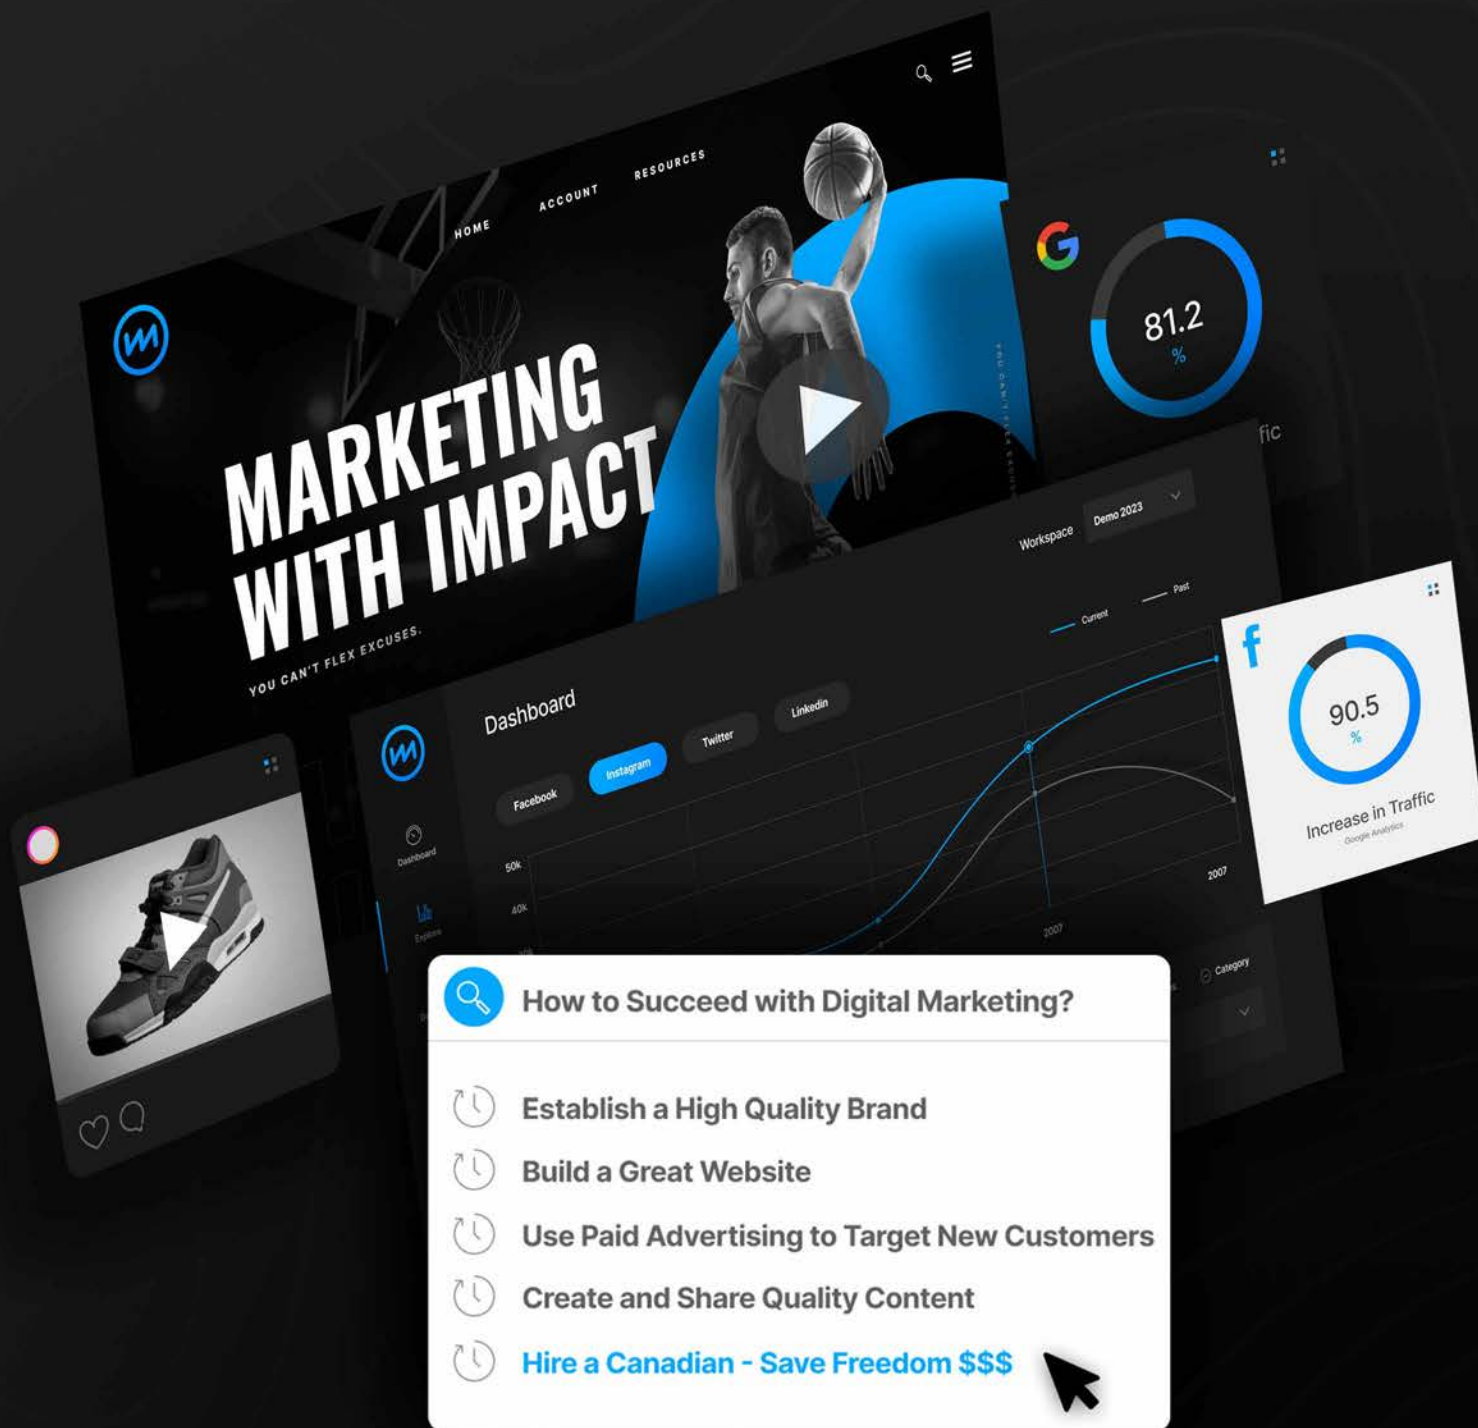 HOME
ACCOUNT
RESOURCES
MARKETING
WITH IMPACT
YOU CAN'T FLEX EXCUSES.
81.2
%
fic
Workspace
Demo 2023
Current
Past
Dashboard
Facebook
Instagram
Twitter
Linkedin
Dashboard
Explore
50k
40k
2007
2007
Category
f
90.5
%
Increase in Traffic
Google Analytics
How to Succeed with Digital Marketing?
Establish a High Quality Brand
Build a Great Website
Use Paid Advertising to Target New Customers
Create and Share Quality Content
Hire a Canadian - Save Freedom $$$